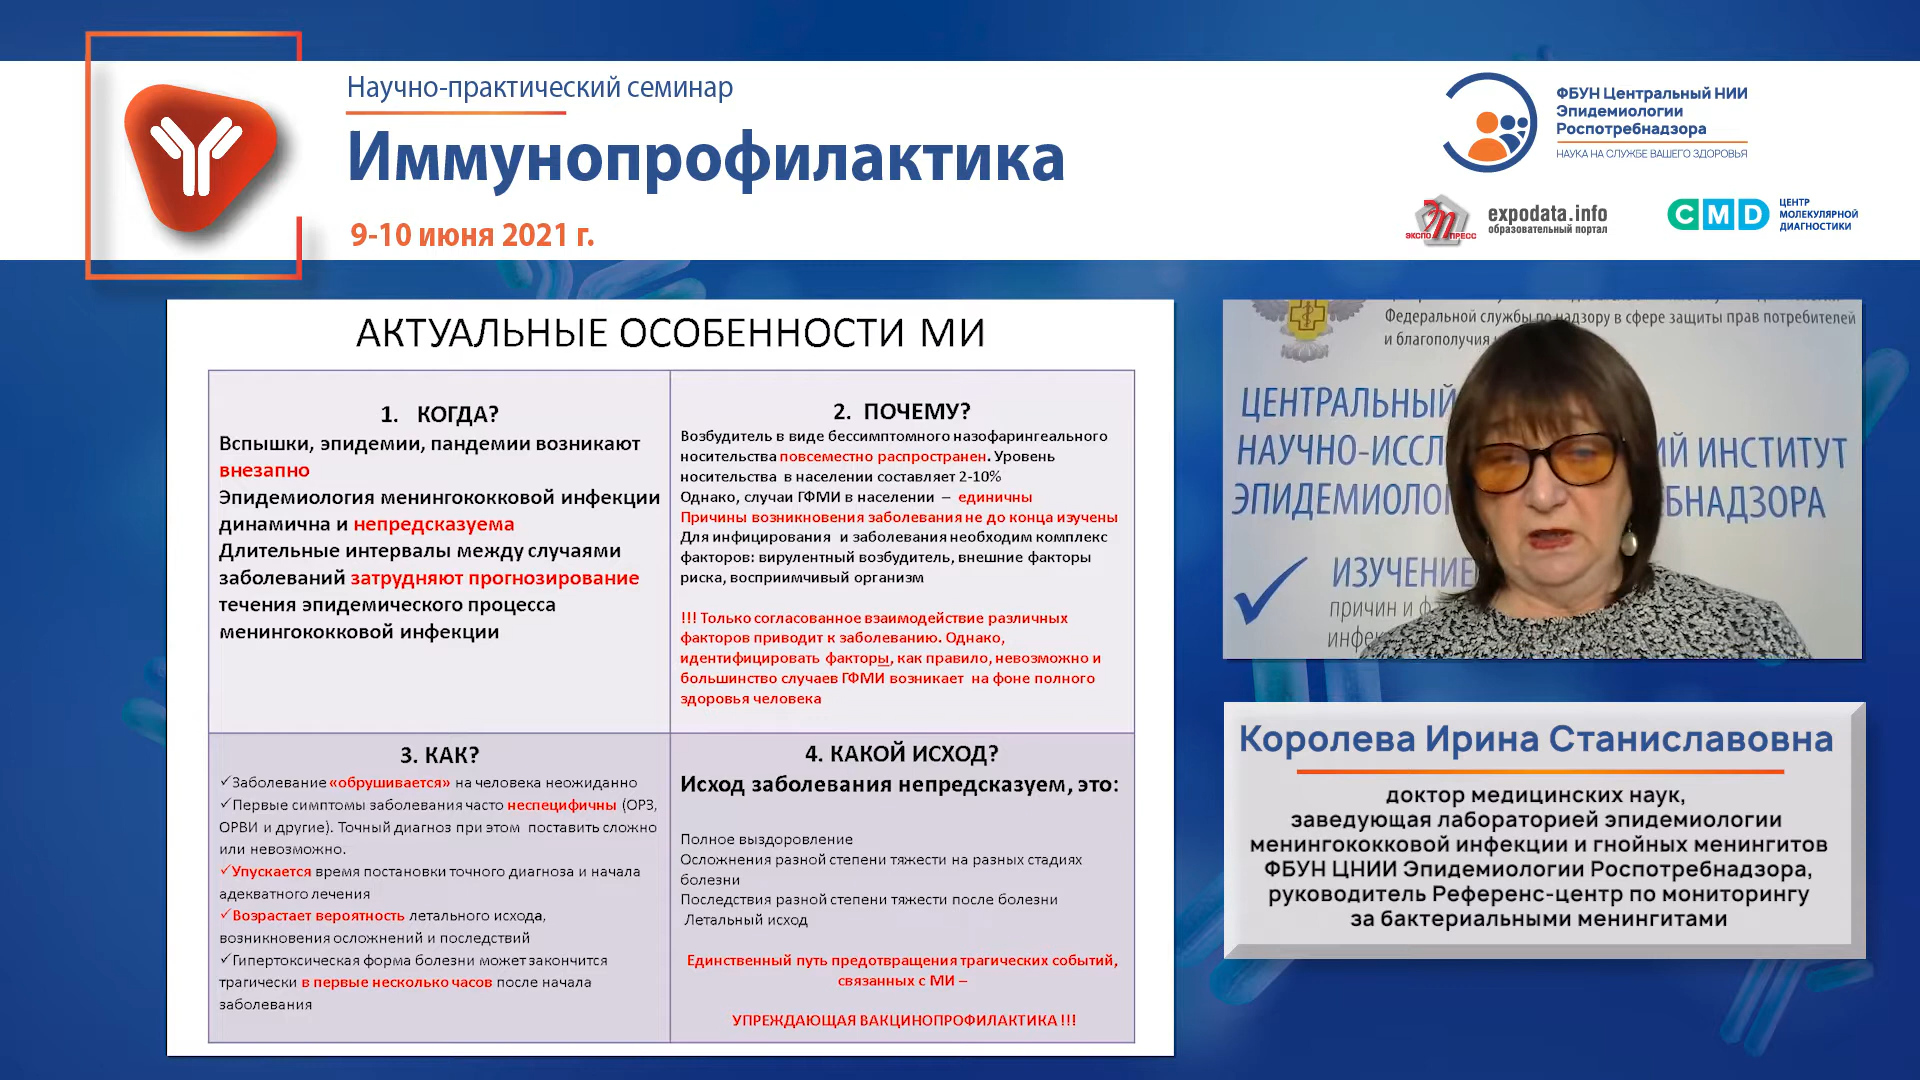 Научно-практический семинар
Иммунопрофилактика
9-10 июня 2021 г.
ФБУН Центральный НИИ
Эпидемиологии
Роспотребнадзора
НАУКА НА СЛУЖБЕ ВАШЕГО ЗДОРОВЬЯ
ЭМ
ЭКСПО ПРЕСС
expodata.info
образовательный портал
CMD
ЦЕНТР
МОЛЕКУЛЯРНОЙ
ДИАГНОСТИКИ
АКТУАЛЬНЫЕ ОСОБЕННОСТИ МИ
1. КОГДА?
Вспышки, эпидемии, пандемии возникают
внезапно
Эпидемиология менингококковой инфекции
динамична и непредсказуема
Длительные интервалы между случаями
заболеваний затрудняют прогнозирование
течения эпидемического процесса
менингококковой инфекции
2. ПОЧЕМУ?
Возбудитель в виде бессимптомного назофарингеального
носительства повсеместно распространен. Уровень
носительства в населении составляет 2-10%
Однако, случаи ГФМИ в населении – единичны
Причины возникновения заболевания не до конца изучены
Для инфицирования и заболевания необходим комплекс
факторов: вирулентный возбудитель, внешние факторы
риска, восприимчивый организм
!!! Только согласованное взаимодействие различных
факторов приводит к заболеванию. Однако,
идентифицировать факторы, как правило, невозможно и
большинство случаев ГФМИ возникает на фоне полного
здоровья человека
3. КАК?
✓Заболевание «обрушивается» на человека неожиданно
✓Первые симптомы заболевания часто неспецифичны (ОРЗ,
ОРВИ и другие). Точный диагноз при этом поставить сложно
или невозможно.
✓Упускается время постановки точного диагноза и начала
адекватного лечения
✓Возрастает вероятность летального исхода,
возникновения осложнений и последствий
✓Гипертоксическая форма болезни может закончится
трагически в первые несколько часов после начала
заболевания
4. КАКОЙ ИСХОД?
Исход заболевания непредсказуем, это:
Полное выздоровление
Осложнения разной степени тяжести на разных стадиях
болезни
Последствия разной степени тяжести после болезни
Летальный исход
Единственный путь предотвращения трагических событий,
связанных с МИ –
УПРЕЖДАЮЩАЯ ВАКЦИНОПРОФИЛАКТИКА !!!
Федеральной службы по надзору в сфере защиты прав потребителей
и благополучия
ЦЕНТРАЛЬНЫЙ
НАУЧНО-ИССЛ ИЙ ИНСТИТУТ
ЭПИДЕМИОЛО ЕБНАДЗОРА
ИЗУЧЕНИЕ
причин и ф
инфек
Королева Ирина Станиславовна
доктор медицинских наук,
заведующая лабораторией эпидемиологии
менингококковой инфекции и гнойных менингитов
ФБУН ЦНИИ Эпидемиологии Роспотребнадзора,
руководитель Референс-центр по мониторингу
за бактериальными менингитами